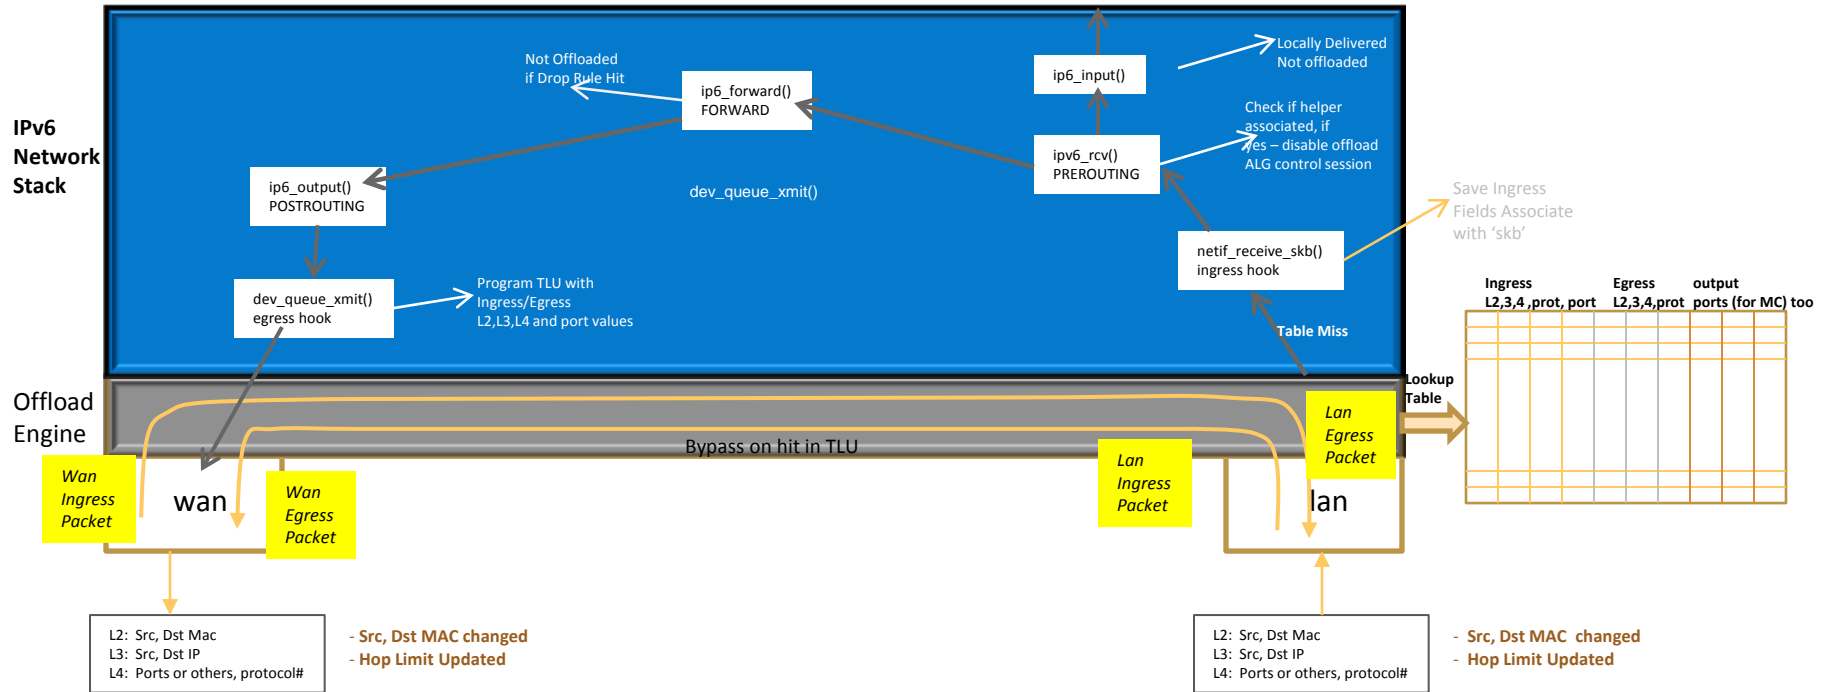 IPv6
Network
Stack
Not Offloaded
if Drop Rule Hit
ip6_forward()
FORWARD
ip6_input()
Locally Delivered
Not offloaded
Check if helper
associated, if
yes – disable offload
ALG control session
ipv6_rcv()
PREROUTING
ip6_output()
POSTROUTING
dev_queue_xmit()
Save Ingress
Fields Associate
with ‘skb’
netif_receive_skb()
ingress hook
dev_queue_xmit()
egress hook
Program TLU with
Ingress/Egress
L2,L3,L4 and port values
Table Miss
Ingress
L2,3,4 ,prot, port
Egress
L2,3,4,prot
output
ports (for MC) too
Lookup
Table
Offload
Engine
Bypass on hit in TLU
Wan
Ingress
Packet
wan
Wan
Egress
Packet
Lan
Ingress
Packet
Lan
Egress
Packet
lan
L2: Src, Dst Mac
L3: Src, Dst IP
L4: Ports or others, protocol#
- Src, Dst MAC changed
- Hop Limit Updated
L2: Src, Dst Mac
L3: Src, Dst IP
L4: Ports or others, protocol#
- Src, Dst MAC changed
- Hop Limit Updated